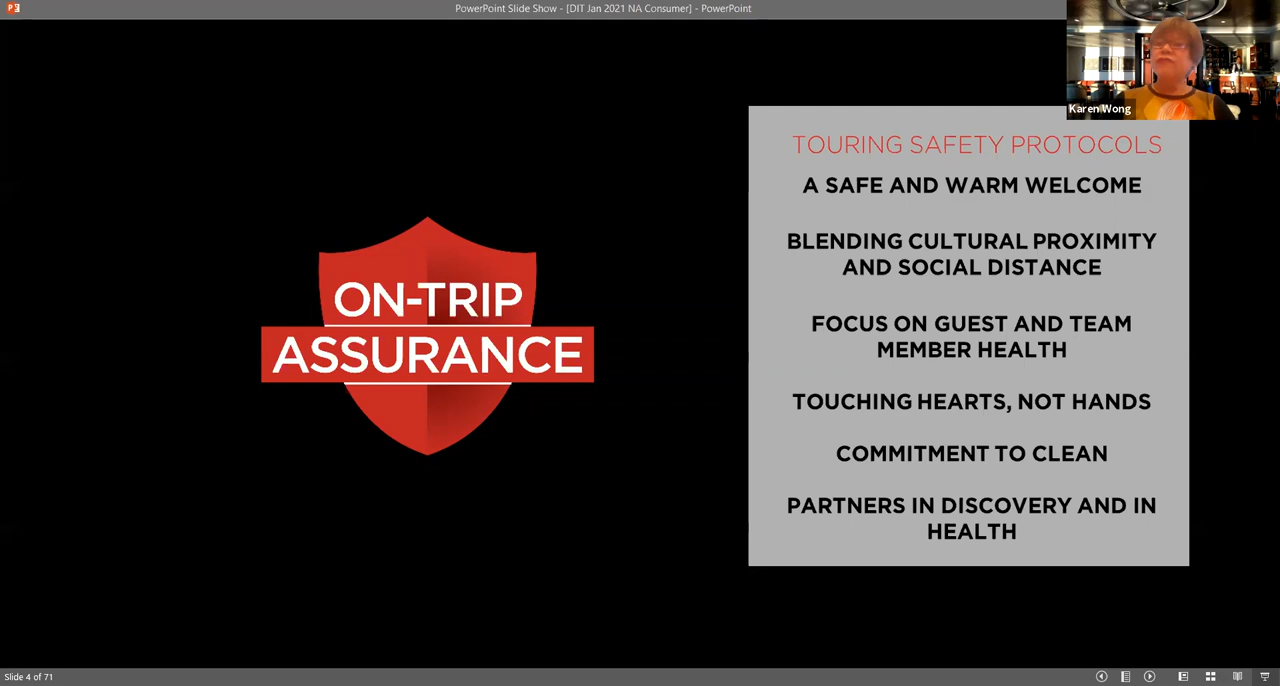 PowerPoint Slide Show - [DIT Jan 2021 NA Consumer] - PowerPoint
Karen Wong
ON-TRIP
ASSURANCE
TOURING SAFETY PROTOCOLS
A SAFE AND WARM WELCOME
BLENDING CULTURAL PROXIMITY
AND SOCIAL DISTANCE
FOCUS ON GUEST AND TEAM
MEMBER HEALTH
TOUCHING HEARTS, NOT HANDS
COMMITMENT TO CLEAN
PARTNERS IN DISCOVERY AND IN
HEALTH
Slide 4 of 71